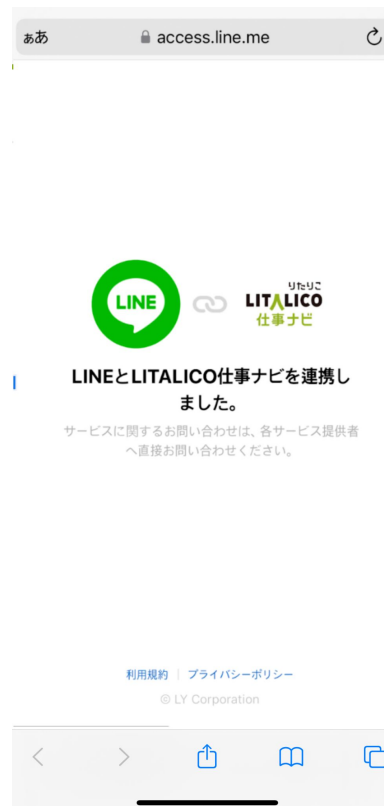 ぁあ access.line.me
LINE
りたりこ
LITALICO
仕事ナビ
LINEとLITALICO仕事ナビを連携し
ました。
サービスに関するお問い合わせは、各サービス提供者
へ直接お問い合わせください。
利用規約 プライバシーポリシー
© LY Corporation